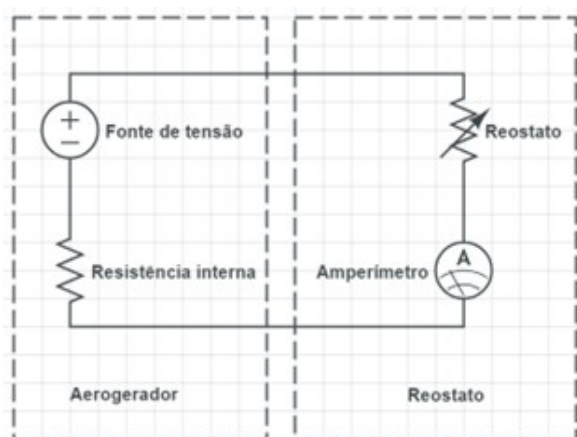 Fonte de tensão
Reostato
Resistência interna
Amperímetro
A
Aerogerador
Reostato